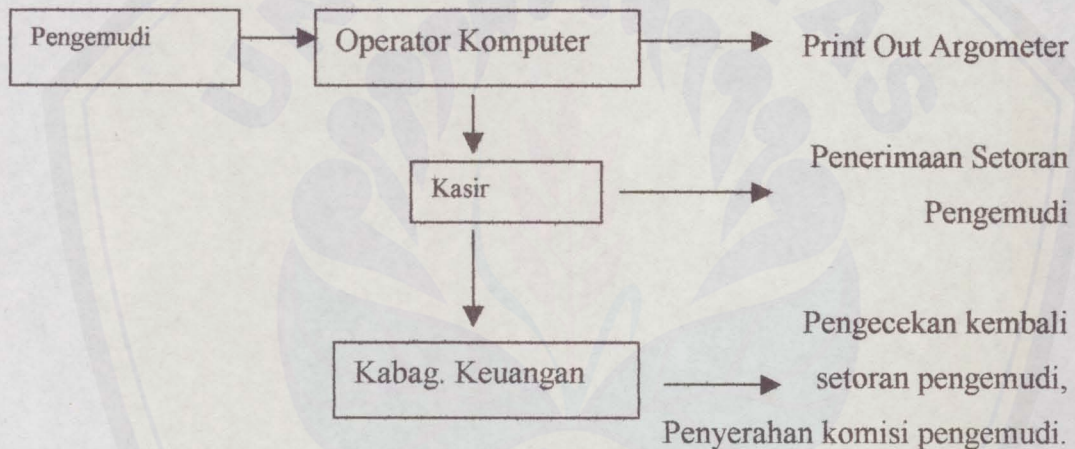 Pengemudi
Operator Komputer
Print Out Argometer
Kasir
Penerimaan Setoran
Pengemudi
Kabag. Keuangan
Pengecekan kembali
setoran pengemudi,
Penyerahan komisi pengemudi.